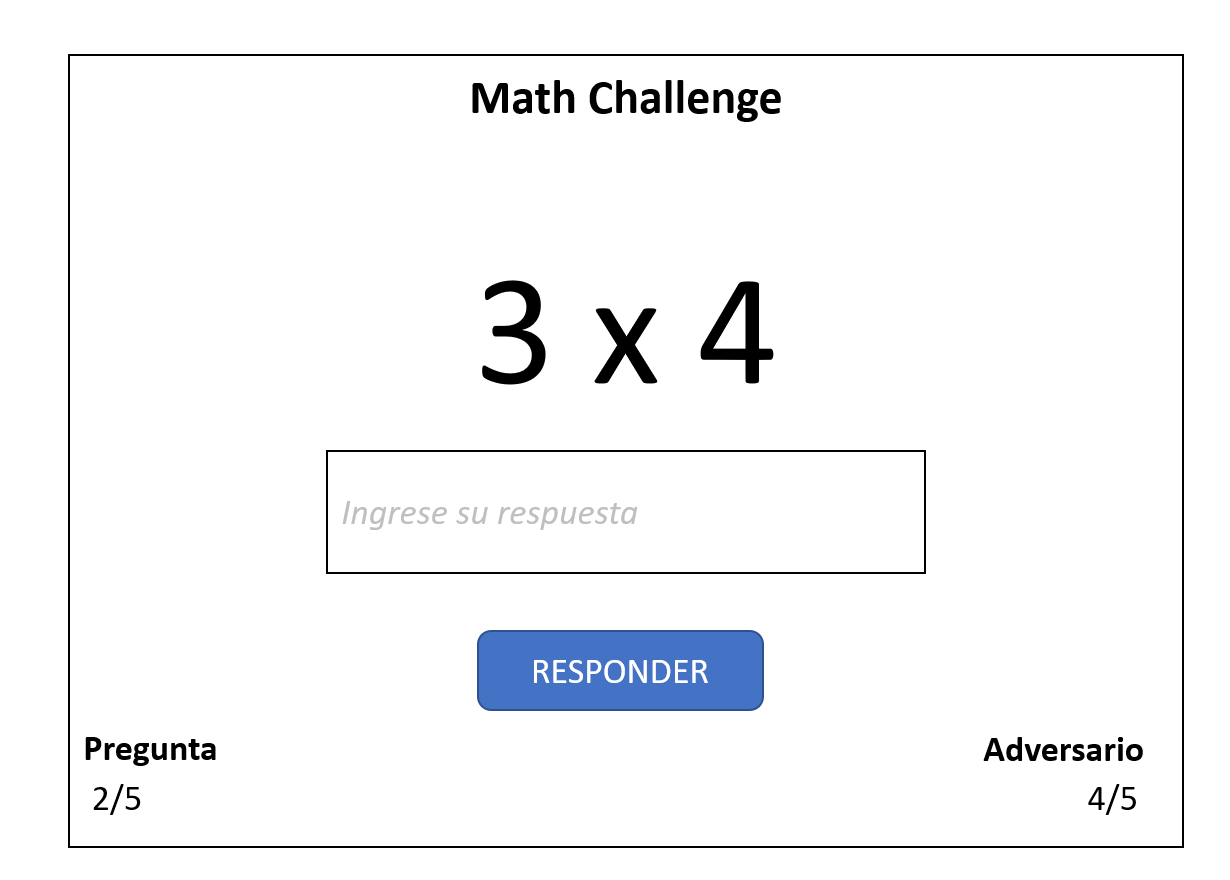 Math Challenge
3 x 4
Ingrese su respuesta
RESPONDER
Pregunta
2/5
Adversario
4/5